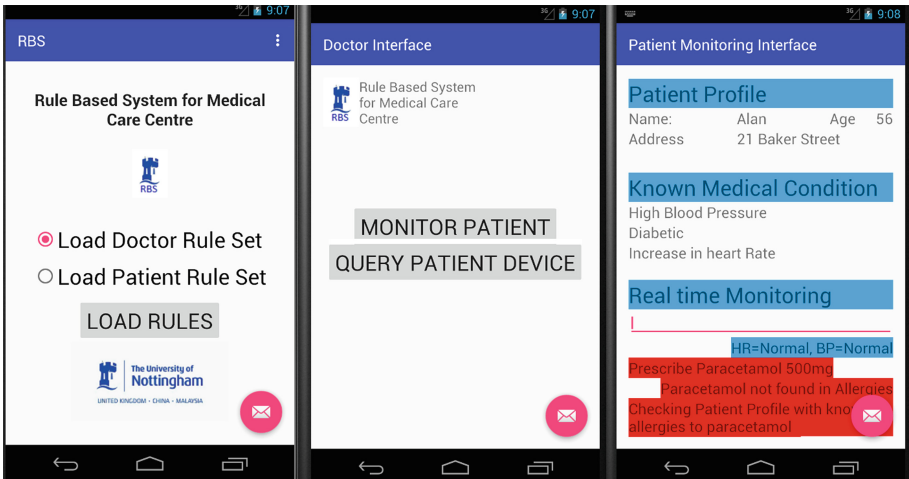 3G 9:07
RBS
Rule Based System for Medical
Care Centre
RBS
Load Doctor Rule Set
Load Patient Rule Set
LOAD RULES
The University of
Nottingham
UNITED KINGDOM · CHINA · MALAYSIA
3G 9:07
Doctor Interface
Rule Based System
for Medical Care
Centre
RBS
MONITOR PATIENT
QUERY PATIENT DEVICE
3G 9:08
Patient Monitoring Interface
Patient Profile
Name: Alan Age 56
Address 21 Baker Street
Known Medical Condition
High Blood Pressure
Diabetic
Increase in heart Rate
Real time Monitoring
HR=Normal, BP=Normal
Prescribe Paracetamol 500mg
Paracetamol not found in Allergies
Checking Patient Profile with
allergies to paracetamol